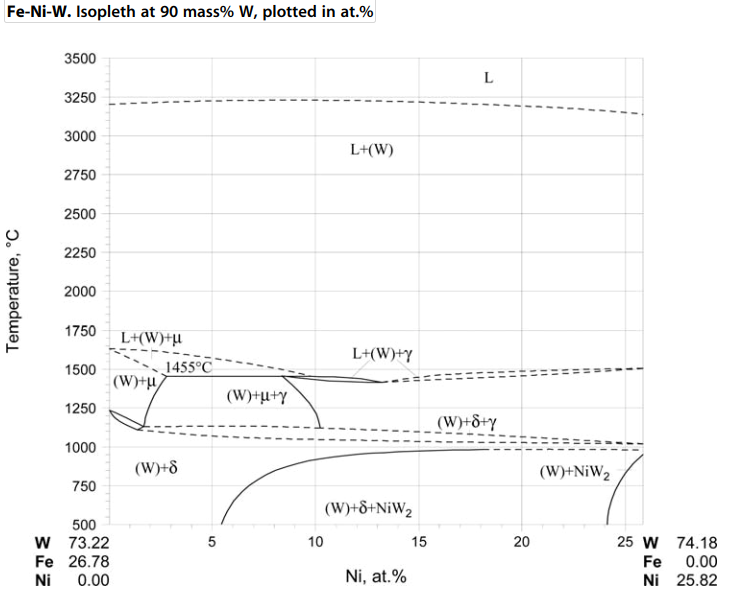 Fe-Ni-W. Isopleth at 90 mass% W, plotted in at.%
3500
L
3250
3000
L+(W)
2750
2500
2250
Temperature, °C
2000
1750
L+(W)+μ
L+(W)+γ
1500
1455°C
(W)+μ
(W)+μ+γ
1250
(W)+δ+γ
1000
(W)+δ
(W)+NiW2
750
(W)+δ+NiW2
500
W 73.22 5 10 15 20 25 W 74.18
Fe 26.78 Fe 0.00
Ni 0.00 Ni, at.% Ni 25.82